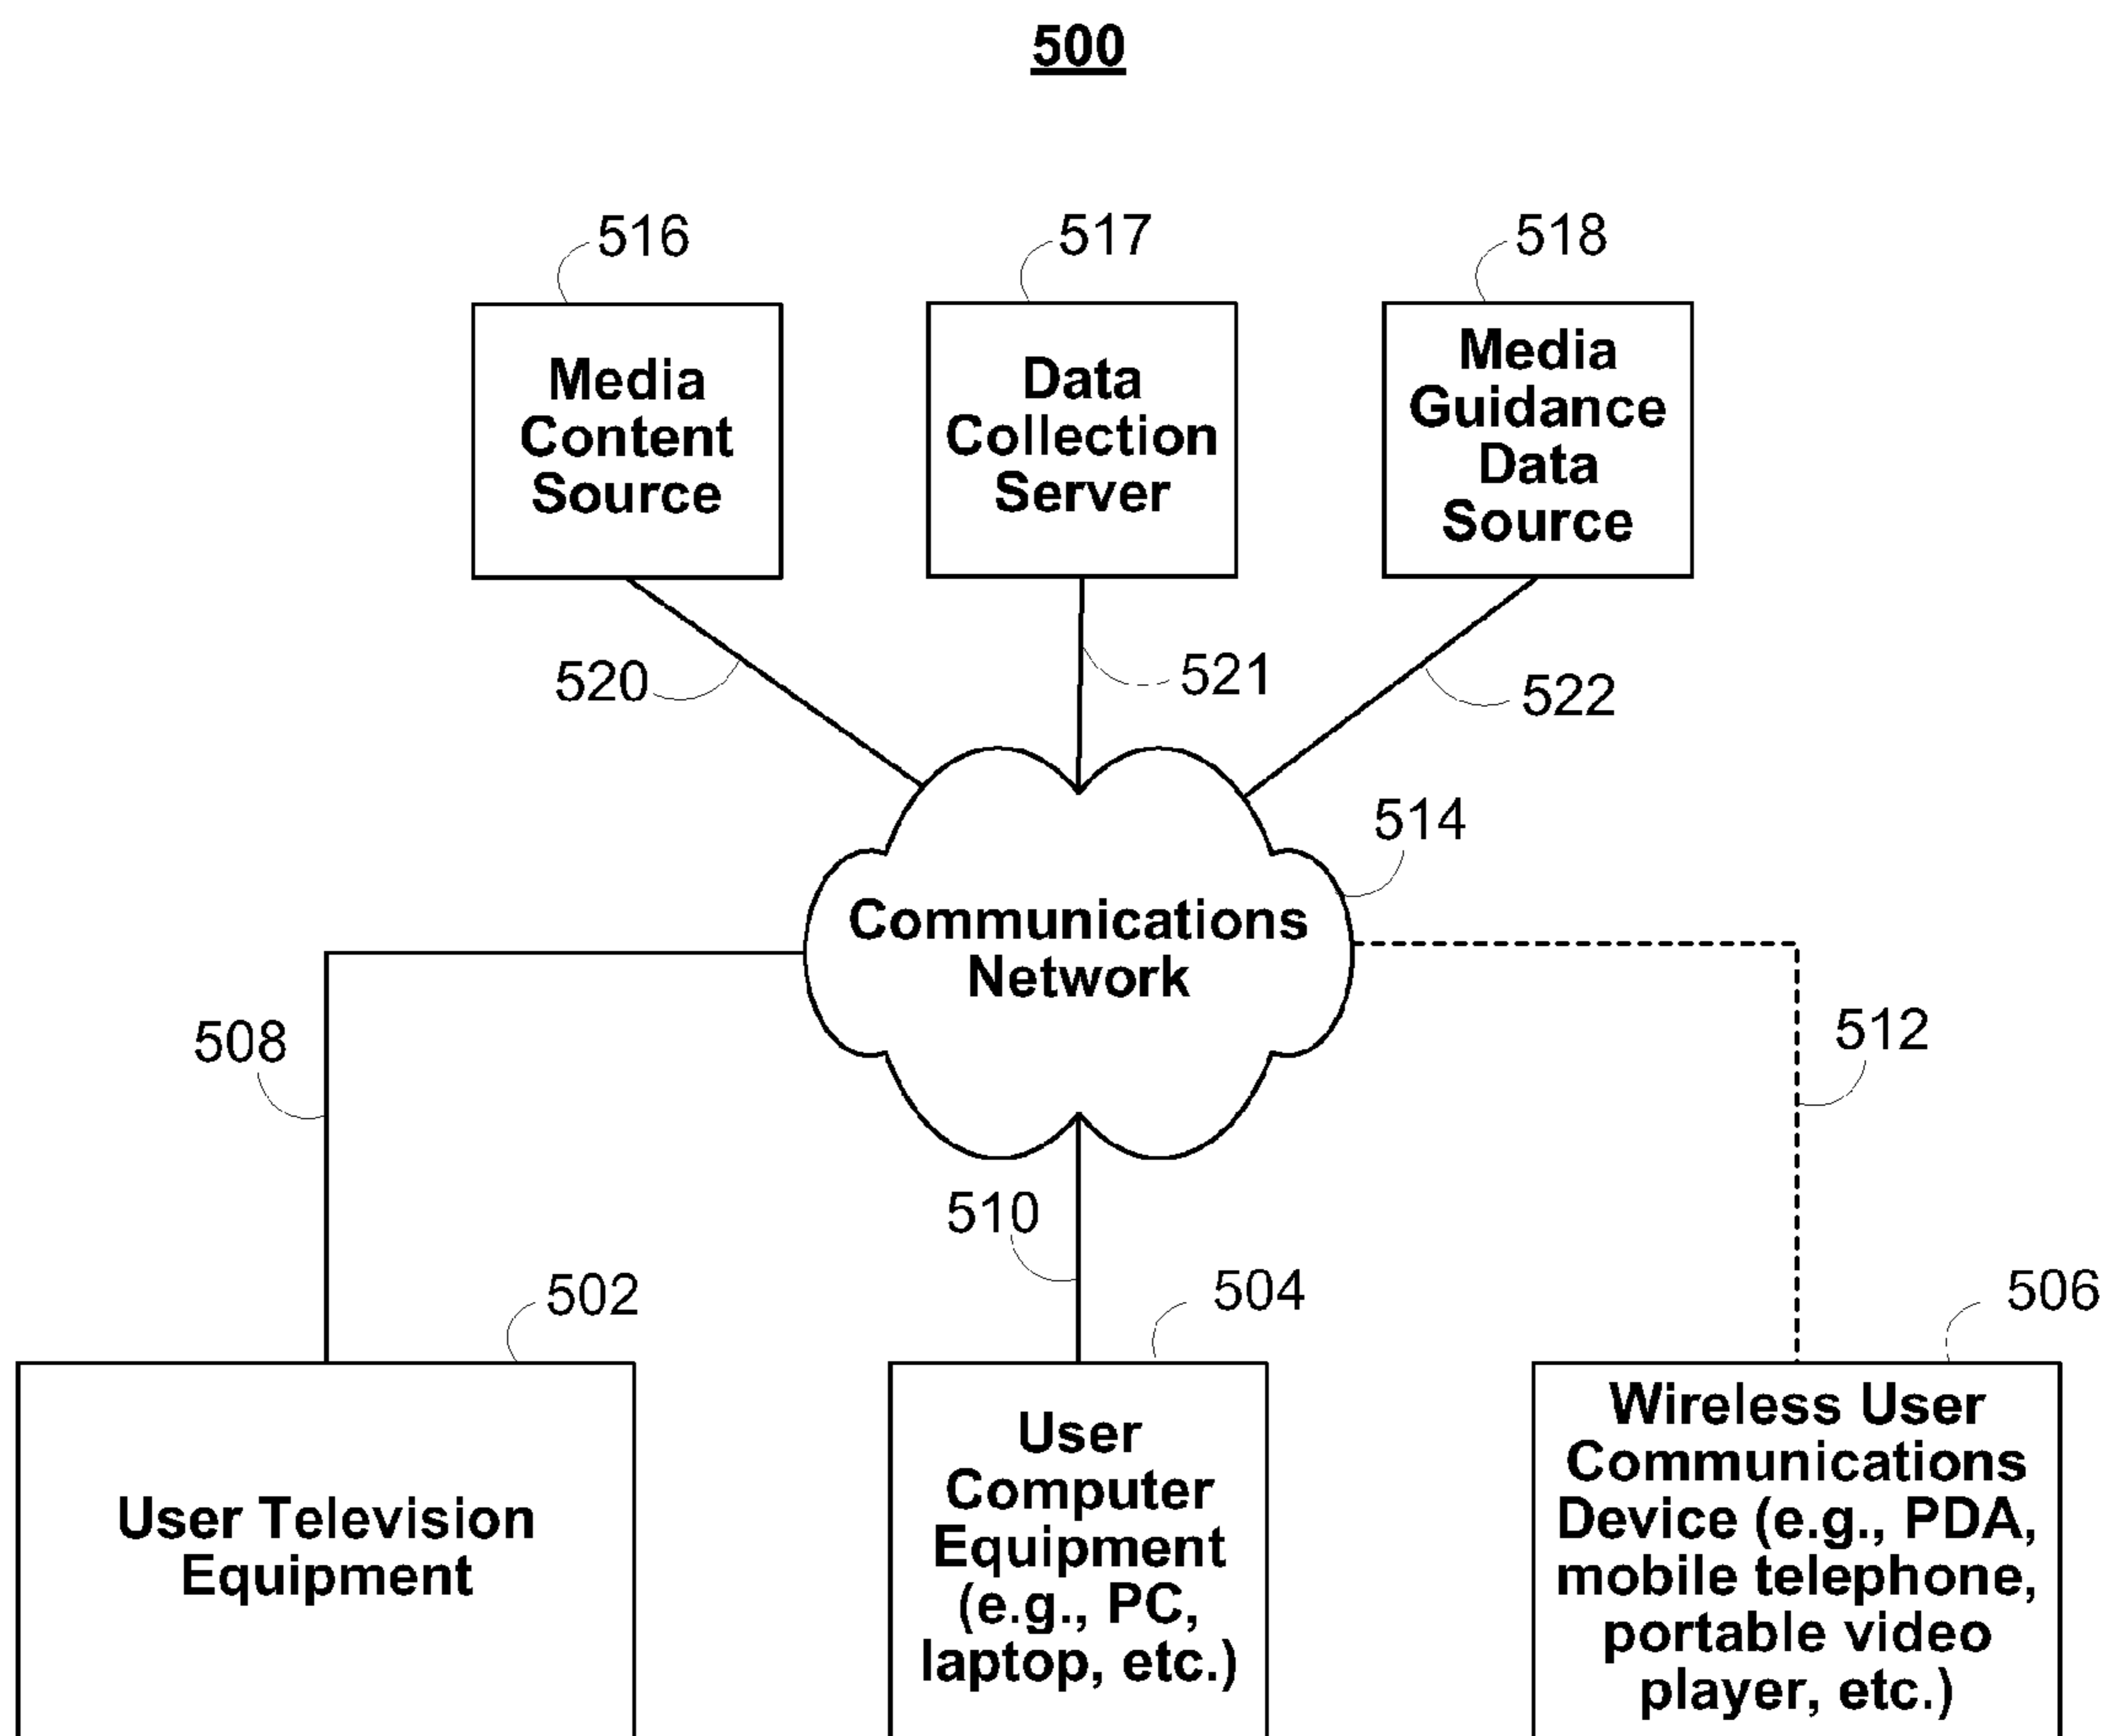 500
516
517
518
Media
Content
Source
Data
Collection
Server
Media
Guidance
Data
Source
520
521
522
514
Communications
Network
508
512
510
502
504
506
User Television
Equipment
User
Computer
Equipment
(e.g., PC,
laptop, etc.)
Wireless User
Communications
Device (e.g., PDA,
mobile telephone,
portable video
player, etc.)